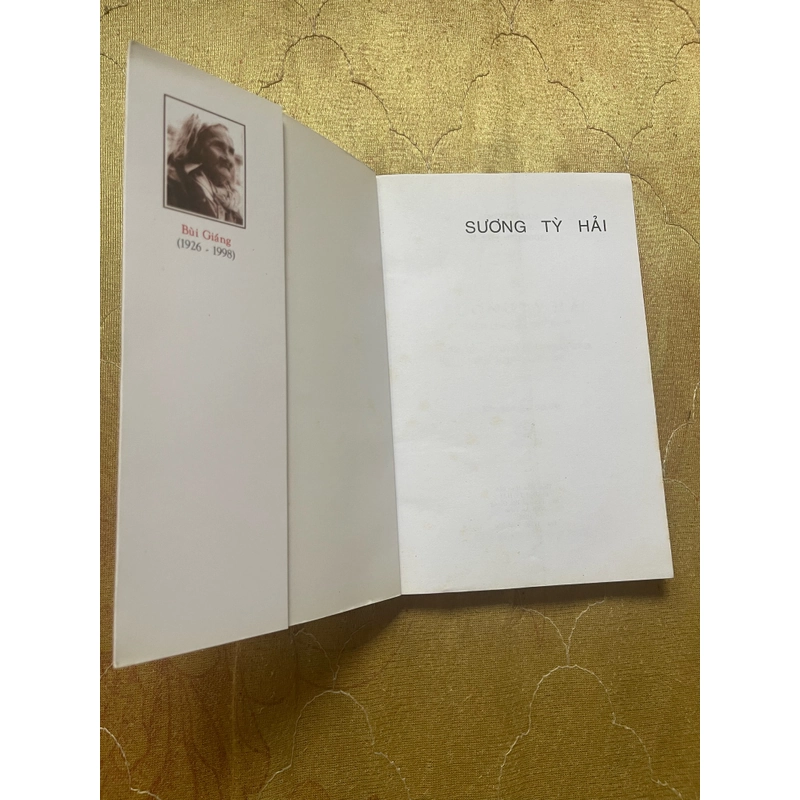 Bùi Giáng
(1926 - 1998)
SƯƠNG TỲ HẢI